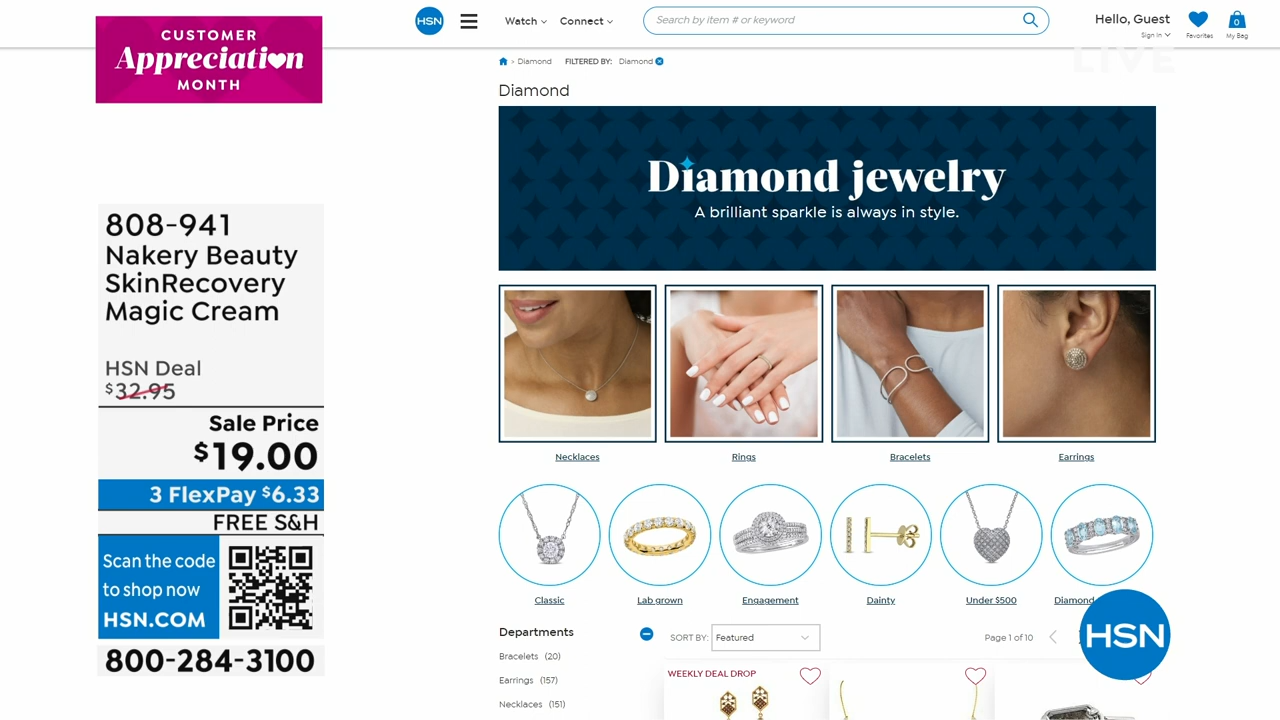 CUSTOMER
Appreciation
MONTH
808-941
Nakery Beauty
SkinRecovery
Magic Cream
HSN Deal
$32.95
Sale Price
$19.00
3 FlexPay $6.33
FREE S&H
Scan the code
to shop now
HSN.COM
800-284-3100
HSN
Watch
Connect
Search by item # or keyword
Hello, Guest
Sign in
Favorites
0
My Bag
LIVE
> Diamond
FILTERED BY: Diamond
Diamond
Diamond jewelry
A brilliant sparkle is always in style.
Necklaces
Rings
Bracelets
Earrings
Classic
Lab grown
Engagement
Dainty
Under $500
Diamond
Departments
SORT BY: Featured
Page 1 of 10
Bracelets (20)
Earrings (157)
Necklaces (151)
WEEKLY DEAL DROP
HSN